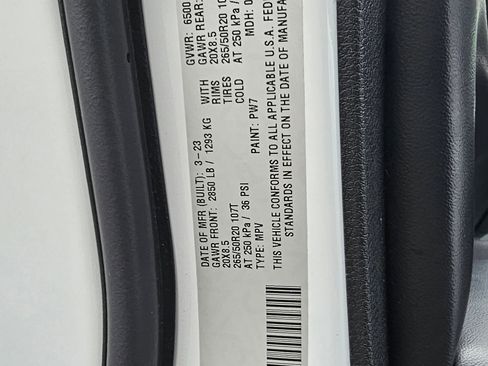 DATE OF MFR (BUILT): 3-23 GVWR: 6500
GAWR FRONT: 2850 LB / 1293 KG WITH GAWR REAR:
20X8.5 RIMS 20X8.5
265/50R20 107T TIRES 265/50R20 107
AT 250 kPa / 36 PSI COLD AT 250 kPa /
TYPE: MPV PAINT: PW7 MDH:
THIS VEHICLE CONFORMS TO ALL APPLICABLE U.S.A. FED
STANDARDS IN EFFECT ON THE DATE OF MANUFA